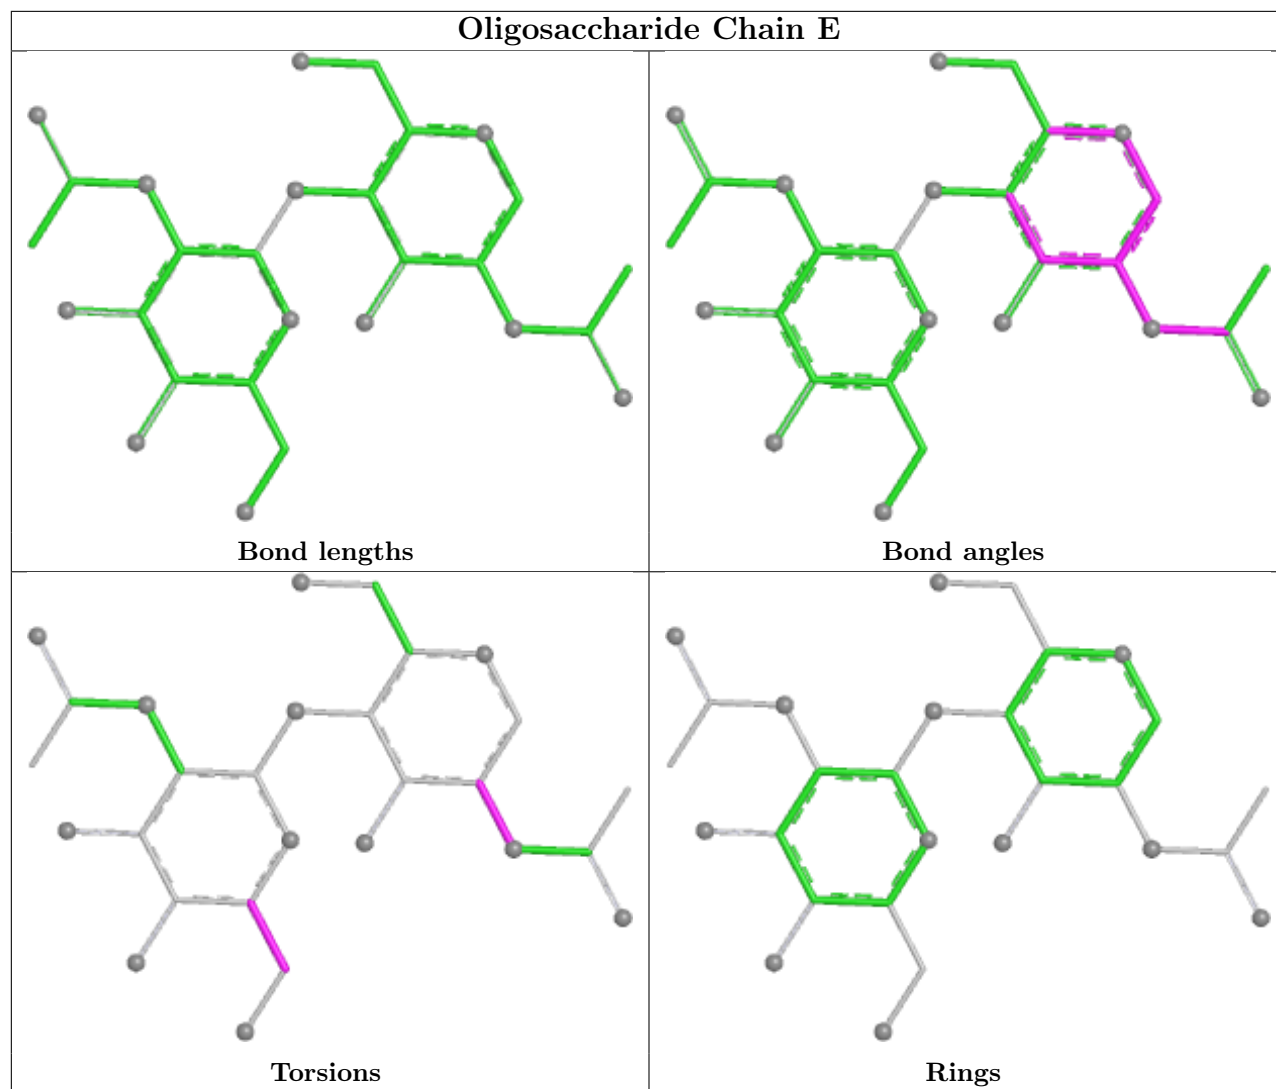 Oligosaccharide Chain E
Bond lengths
Bond angles
Torsions
Rings